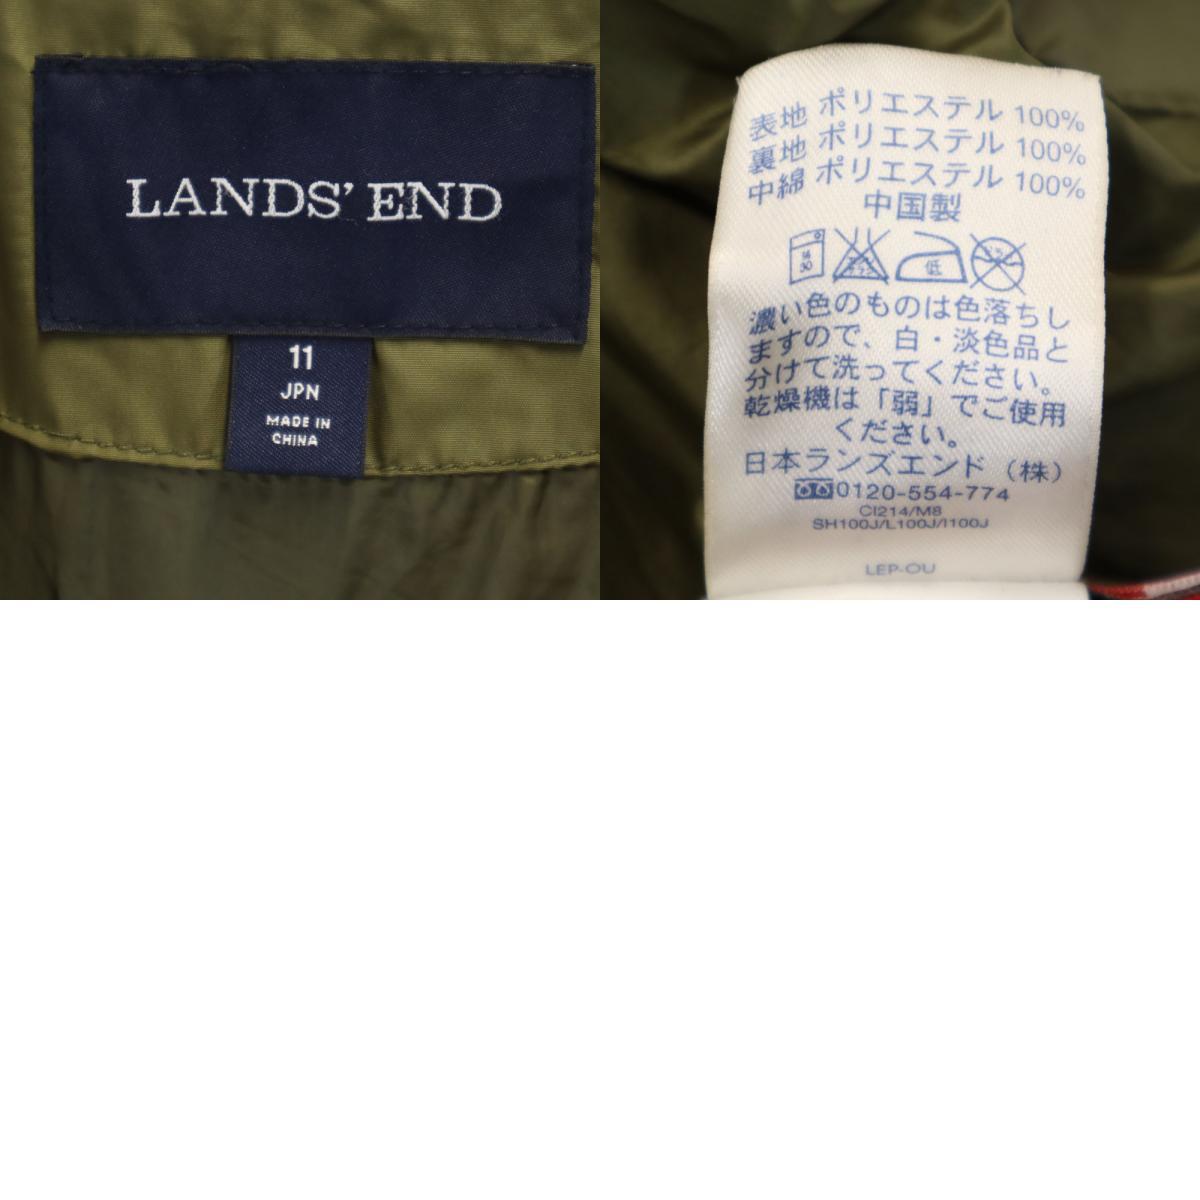 LANDS' END
11
JPN
MADE IN
CHINA
表地 ポリエステル 100%
裏地 ポリエステル 100%
中綿 ポリエステル 100%
中国製
低
濃い色のものは色落ちし
ますので、白・淡色品と
分けて洗ってください。
乾燥機は「弱」でご使用
ください。
日本ランズエンド（株）
0120-554-774
CI214/M8
SH100J/L100J/I100J
LEP-OU